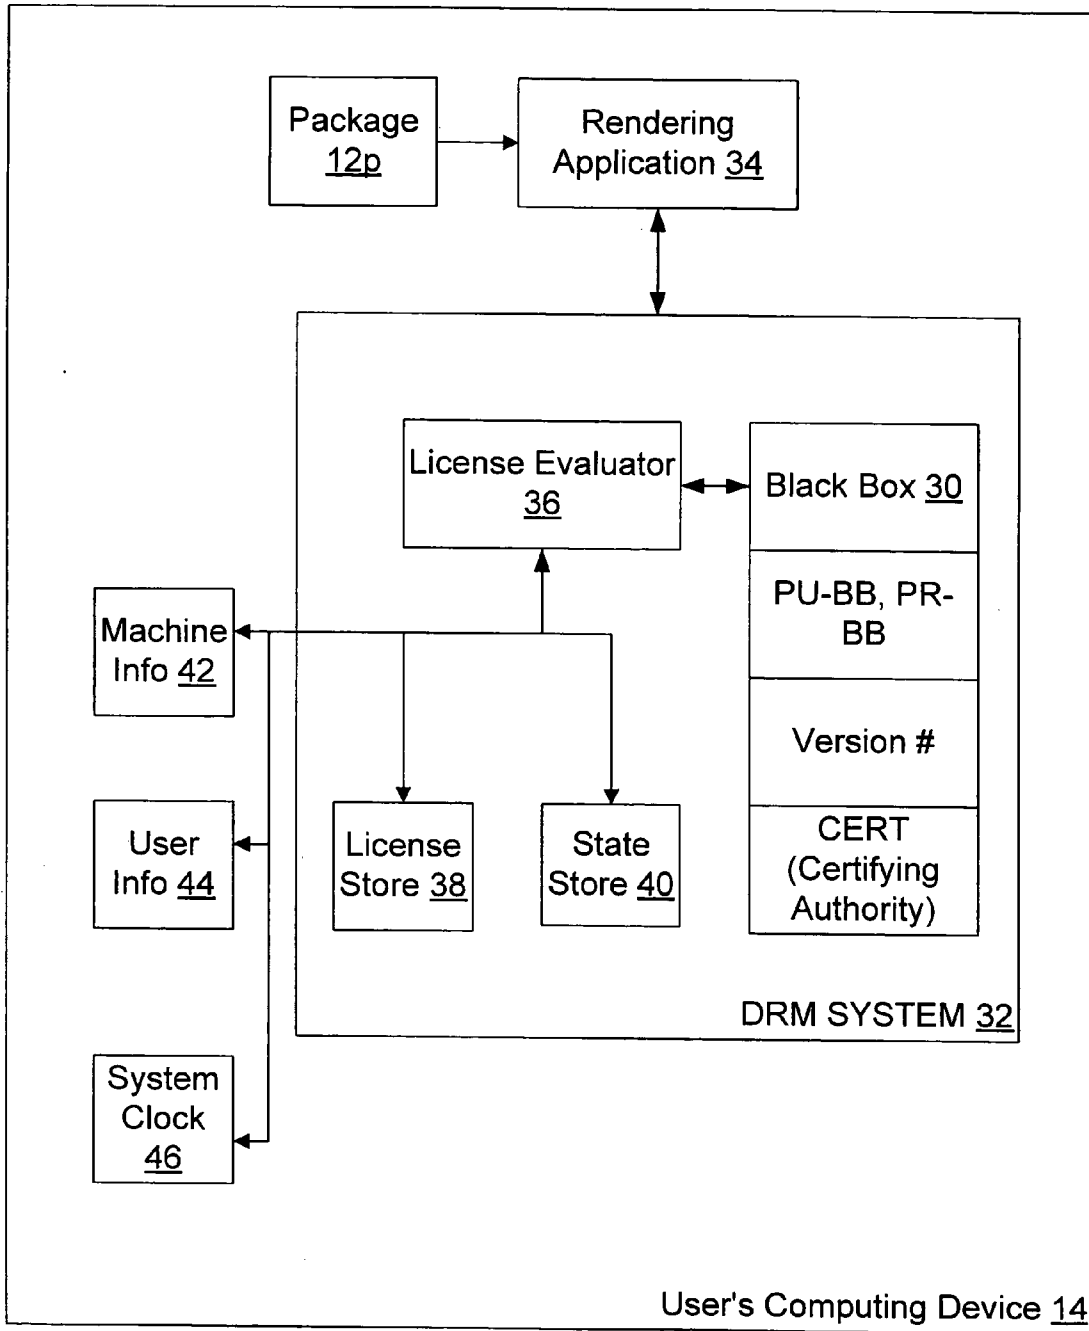 Package
12p
Rendering
Application 34
License Evaluator
36
Black Box 30
PU-BB, PR-
BB
Version #
CERT
(Certifying
Authority)
Machine
Info 42
User
Info 44
System
Clock
46
License
Store 38
State
Store 40
DRM SYSTEM 32
User's Computing Device 14